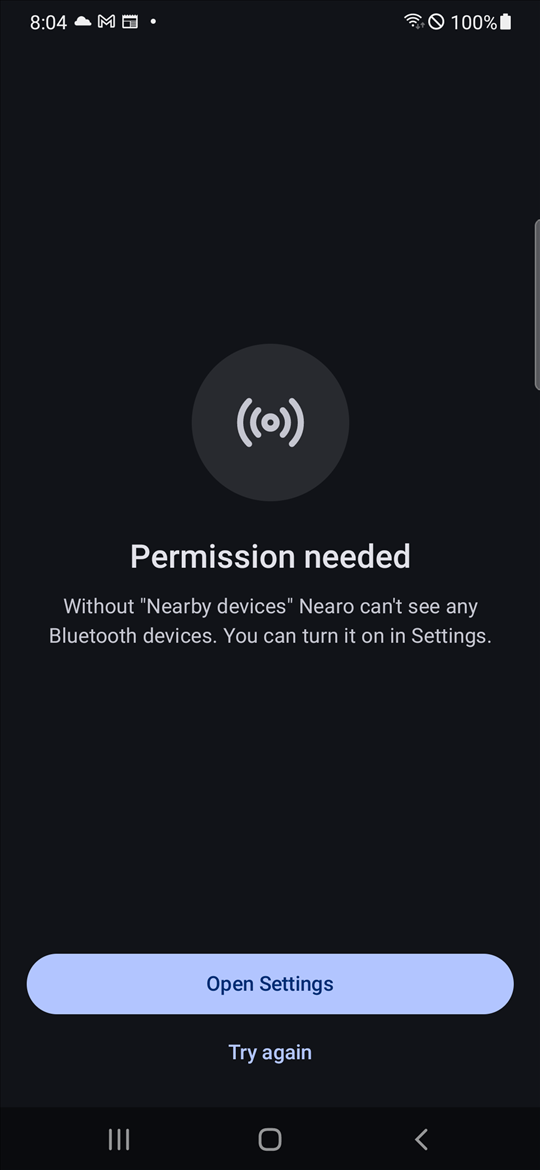 8:04 100%
Permission needed
Without "Nearby devices" Nearo can't see any
Bluetooth devices. You can turn it on in Settings.
Open Settings
Try again